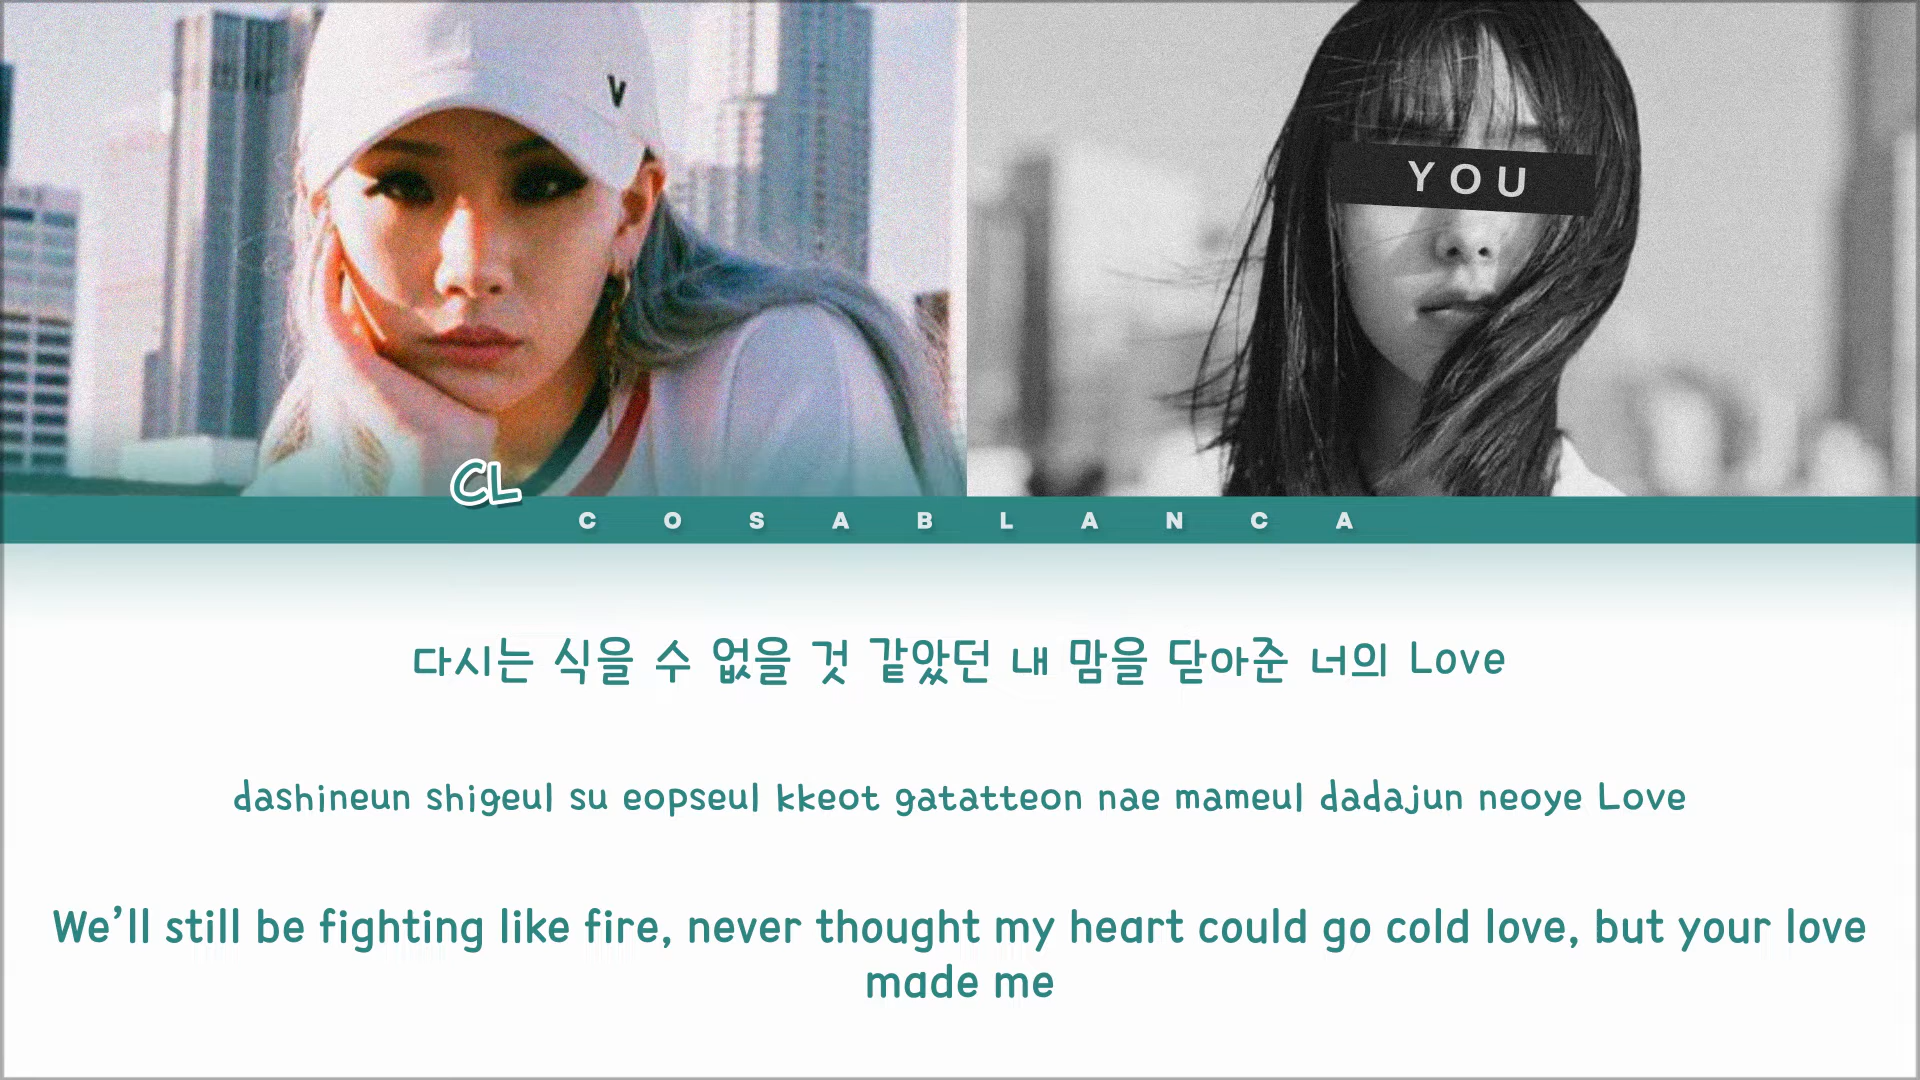 V
YOU
CL
COSABLANCA
다시는 식을 수 없을 것 같았던 내 맘을 닫아준 너의 Love
dashineun shigeul su eopseul kkeot gatatteon nae mameul dadajun neoye Love
We’ll still be fighting like fire, never thought my heart could go cold love, but your love
made me